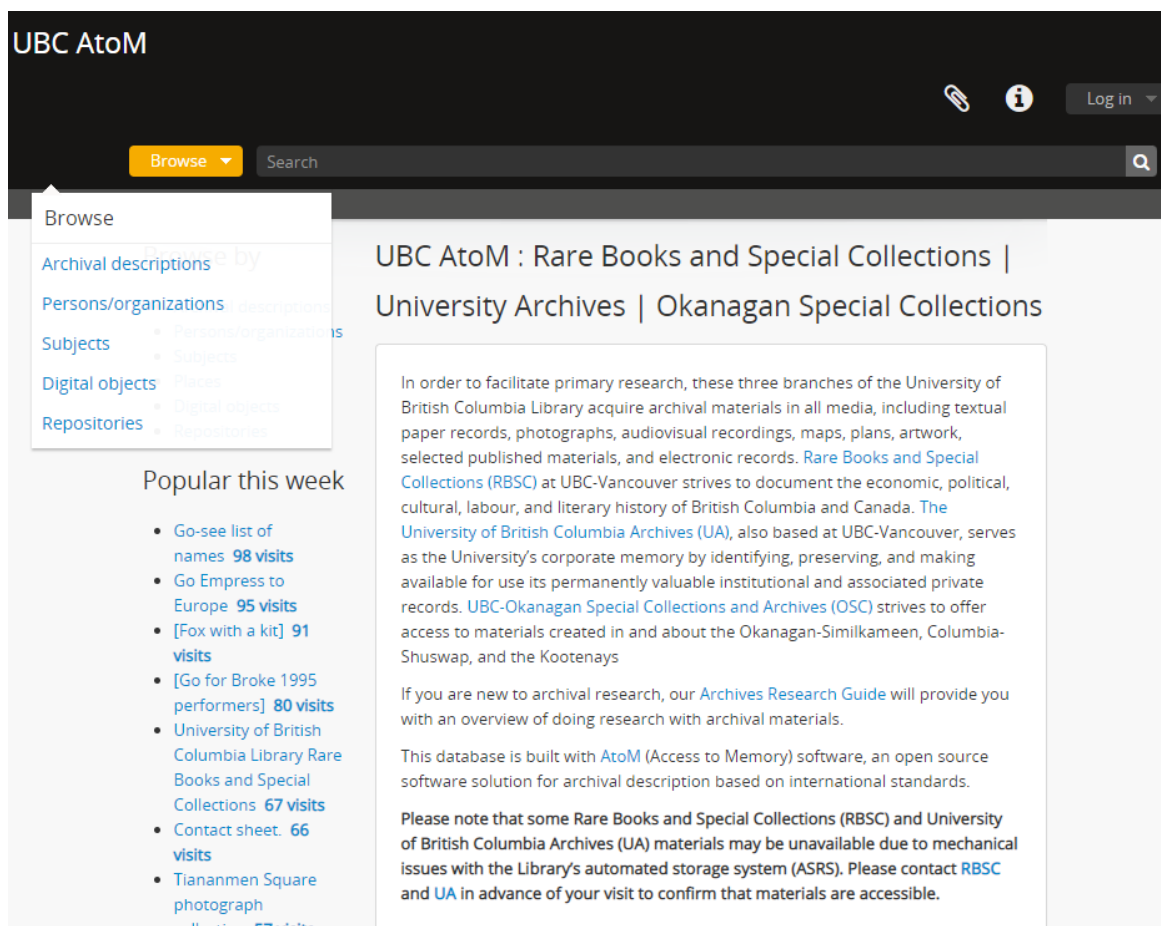 UBC AtoM
Log in
Browse
Search
Browse
Archival descriptions
Persons/organizations
Subjects
Digital objects
Repositories
Browse by
Archival descriptions
Persons/organizations
Subjects
Places
Digital objects
Repositories
Popular this week
Go-see list of
names 98 visits
Go Empress to
Europe 95 visits
[Fox with a kit] 91
visits
[Go for Broke 1995
performers] 80 visits
University of British
Columbia Library Rare
Books and Special
Collections 67 visits
Contact sheet. 66
visits
Tiananmen Square
photograph
UBC AtoM : Rare Books and Special Collections |
University Archives | Okanagan Special Collections
In order to facilitate primary research, these three branches of the University of
British Columbia Library acquire archival materials in all media, including textual
paper records, photographs, audiovisual recordings, maps, plans, artwork,
selected published materials, and electronic records. Rare Books and Special
Collections (RBSC) at UBC-Vancouver strives to document the economic, political,
cultural, labour, and literary history of British Columbia and Canada. The
University of British Columbia Archives (UA), also based at UBC-Vancouver, serves
as the University's corporate memory by identifying, preserving, and making
available for use its permanently valuable institutional and associated private
records. UBC-Okanagan Special Collections and Archives (OSC) strives to offer
access to materials created in and about the Okanagan-Similkameen, Columbia-
Shuswap, and the Kootenays
If you are new to archival research, our Archives Research Guide will provide you
with an overview of doing research with archival materials.
This database is built with AtoM (Access to Memory) software, an open source
software solution for archival description based on international standards.
Please note that some Rare Books and Special Collections (RBSC) and University
of British Columbia Archives (UA) materials may be unavailable due to mechanical
issues with the Library's automated storage system (ASRS). Please contact RBSC
and UA in advance of your visit to confirm that materials are accessible.